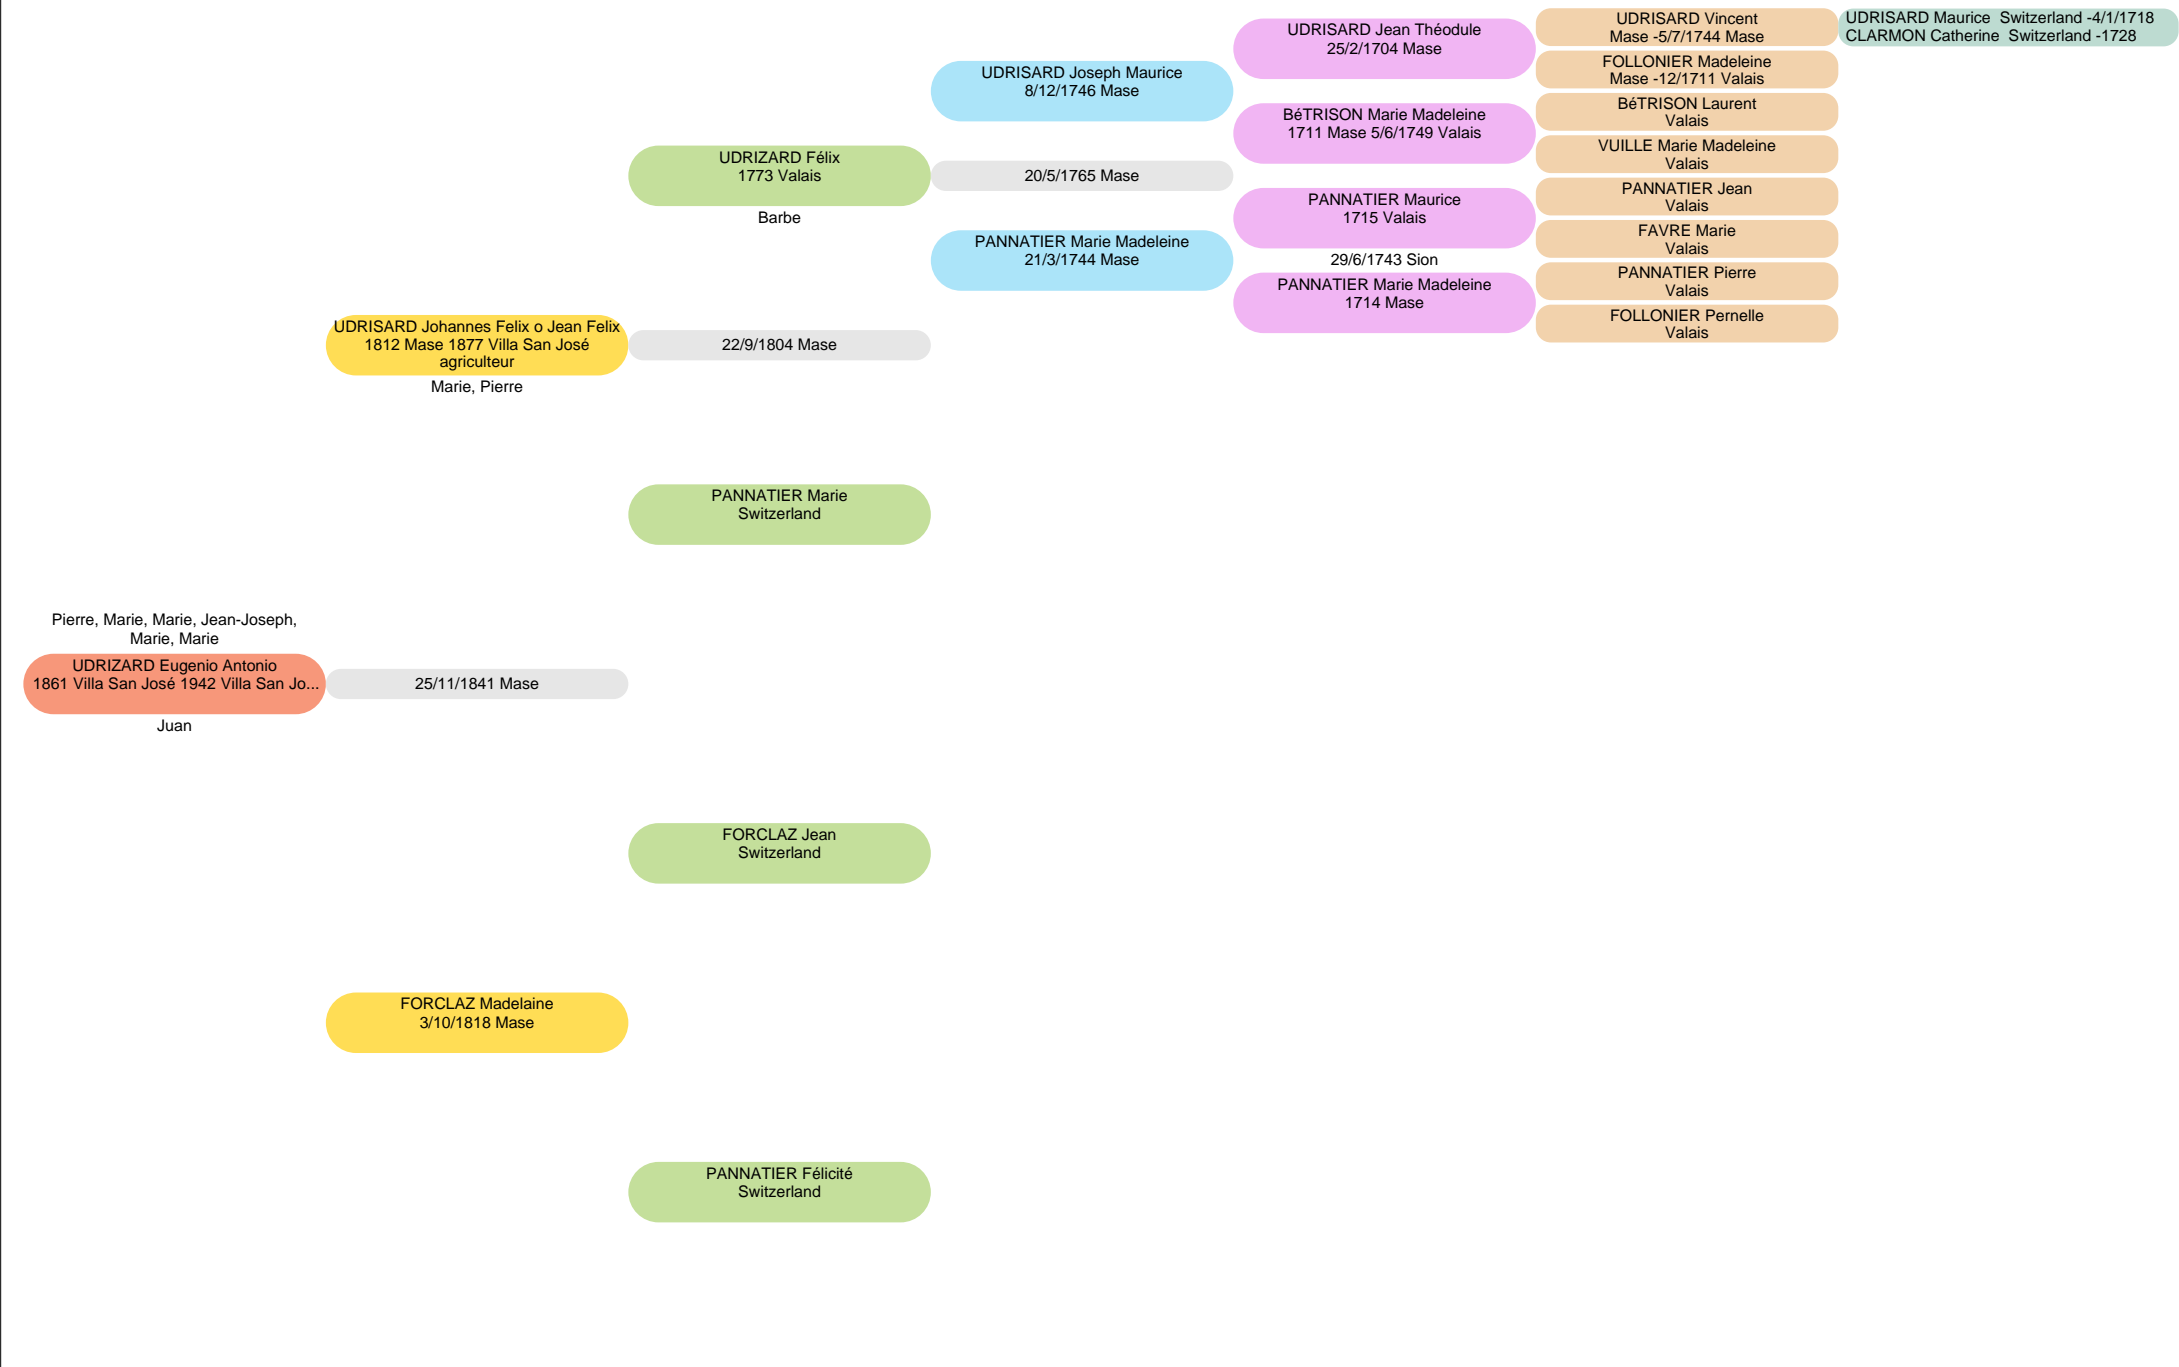 UDRISARD Vincent
Mase -5/7/1744 Mase
UDRISARD Maurice  Switzerland -4/1/1718
CLARMON Catherine  Switzerland -1728
UDRISARD Jean Théodule
25/2/1704 Mase
FOLLONIER Madeleine
Mase -12/1711 Valais
UDRISARD Joseph Maurice
8/12/1746 Mase
BéTRISON Laurent
Valais
BéTRISON Marie Madeleine
1711 Mase 5/6/1749 Valais
VUILLE Marie Madeleine
Valais
UDRIZARD Félix
1773 Valais
Barbe
20/5/1765 Mase
PANNATIER Maurice
1715 Valais
PANNATIER Jean
Valais
FAVRE Marie
Valais
PANNATIER Marie Madeleine
21/3/1744 Mase
29/6/1743 Sion
PANNATIER Marie Madeleine
1714 Mase
PANNATIER Pierre
Valais
FOLLONIER Pernelle
Valais
UDRISARD Johannes Felix o Jean Felix
1812 Mase 1877 Villa San José
agriculteur
Marie, Pierre
22/9/1804 Mase
PANNATIER Marie
Switzerland
Pierre, Marie, Marie, Jean-Joseph,
Marie, Marie
UDRIZARD Eugenio Antonio
1861 Villa San José 1942 Villa San Jo...
Juan
25/11/1841 Mase
FORCLAZ Jean
Switzerland
FORCLAZ Madelaine
3/10/1818 Mase
PANNATIER Félicité
Switzerland